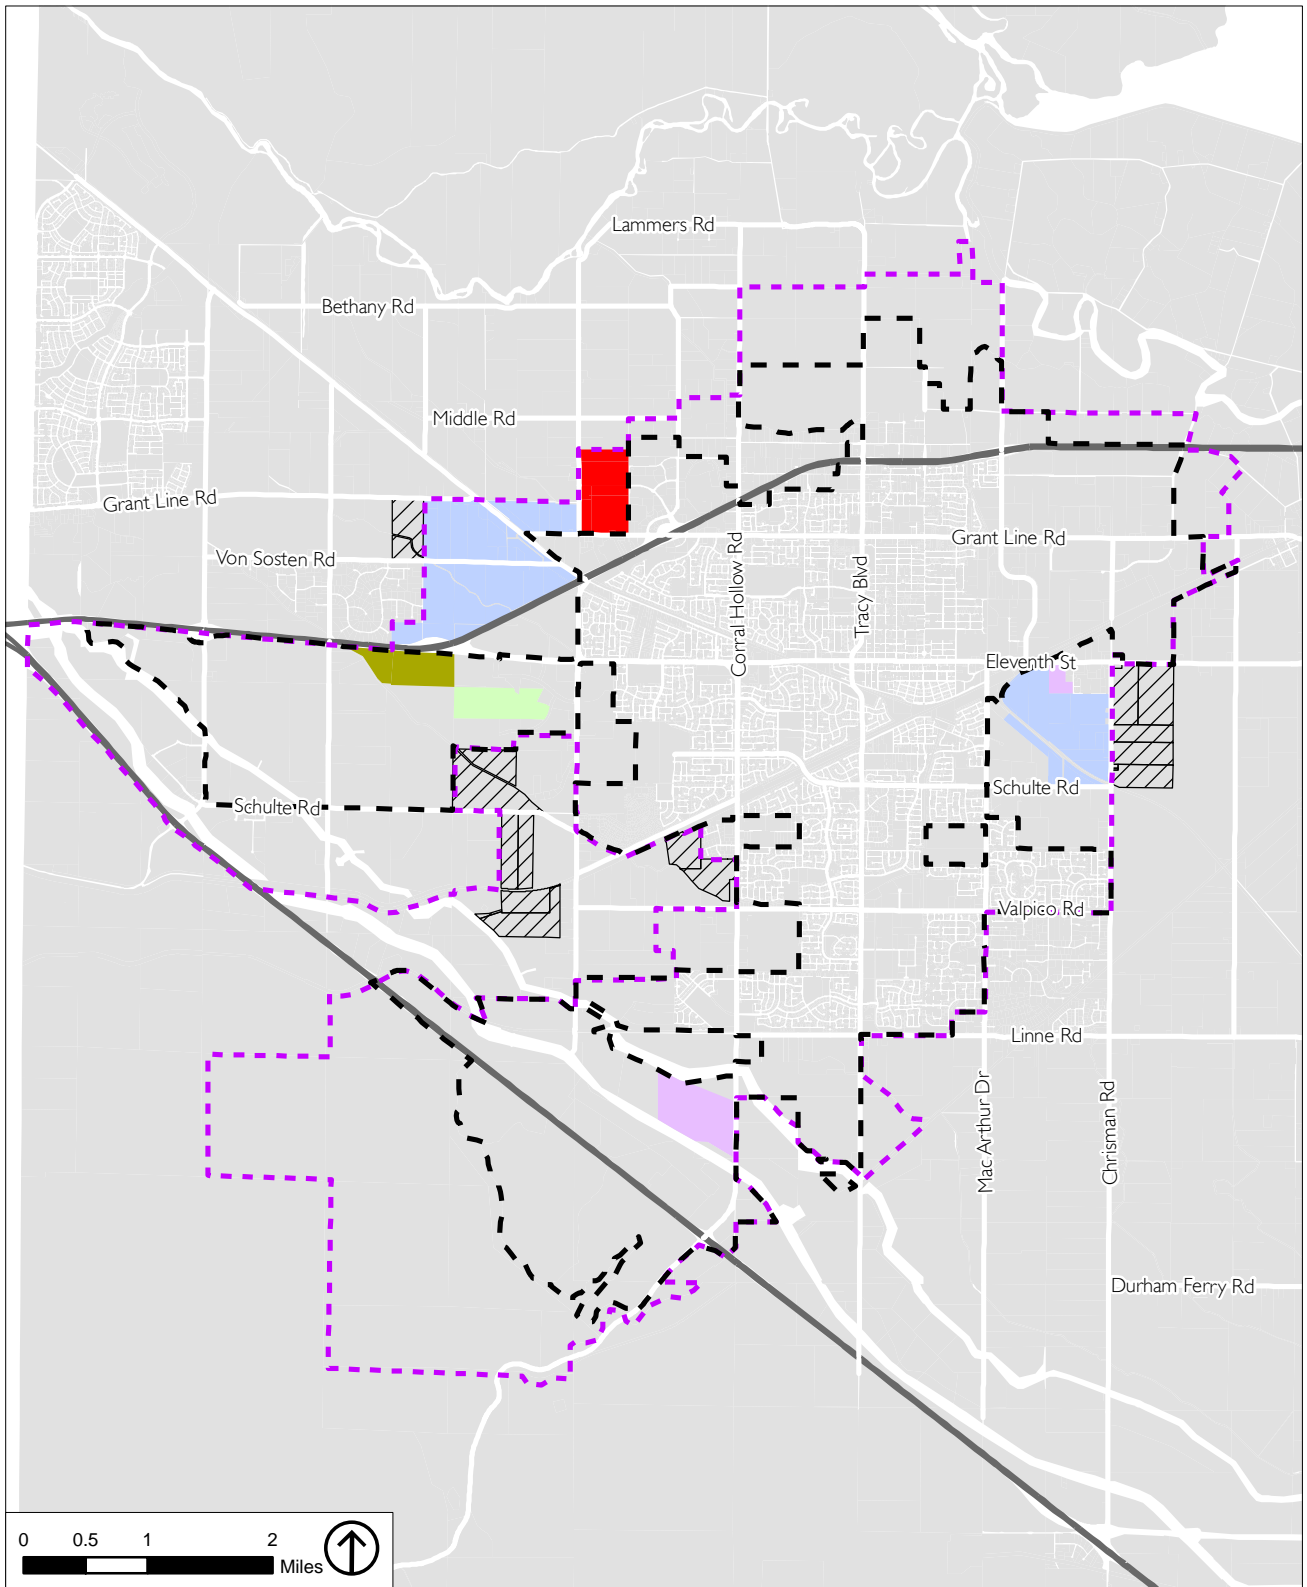 Lammers Rd
Bethany Rd
Middle Rd
Grant Line Rd
Grant Line Rd
Von Sosten Rd
Corral Hollow Rd
Tracy Blvd
Eleventh St
Schulte Rd
Schulte Rd
Valpico Rd
Linne Rd
Mac Arthur Dr
Chrisman Rd
Durham Ferry Rd
0 0.5 1 2
Miles